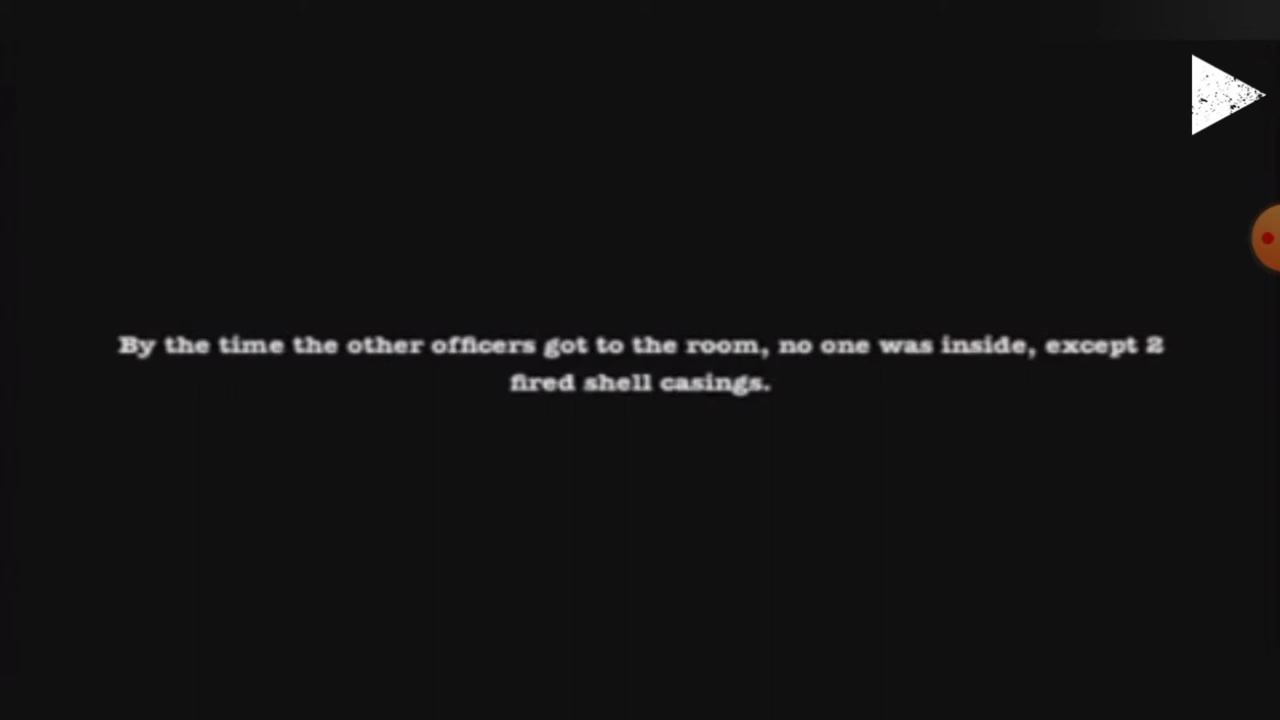 By the time the other officers got to the room, no one was inside, except 2
fired shell casings.